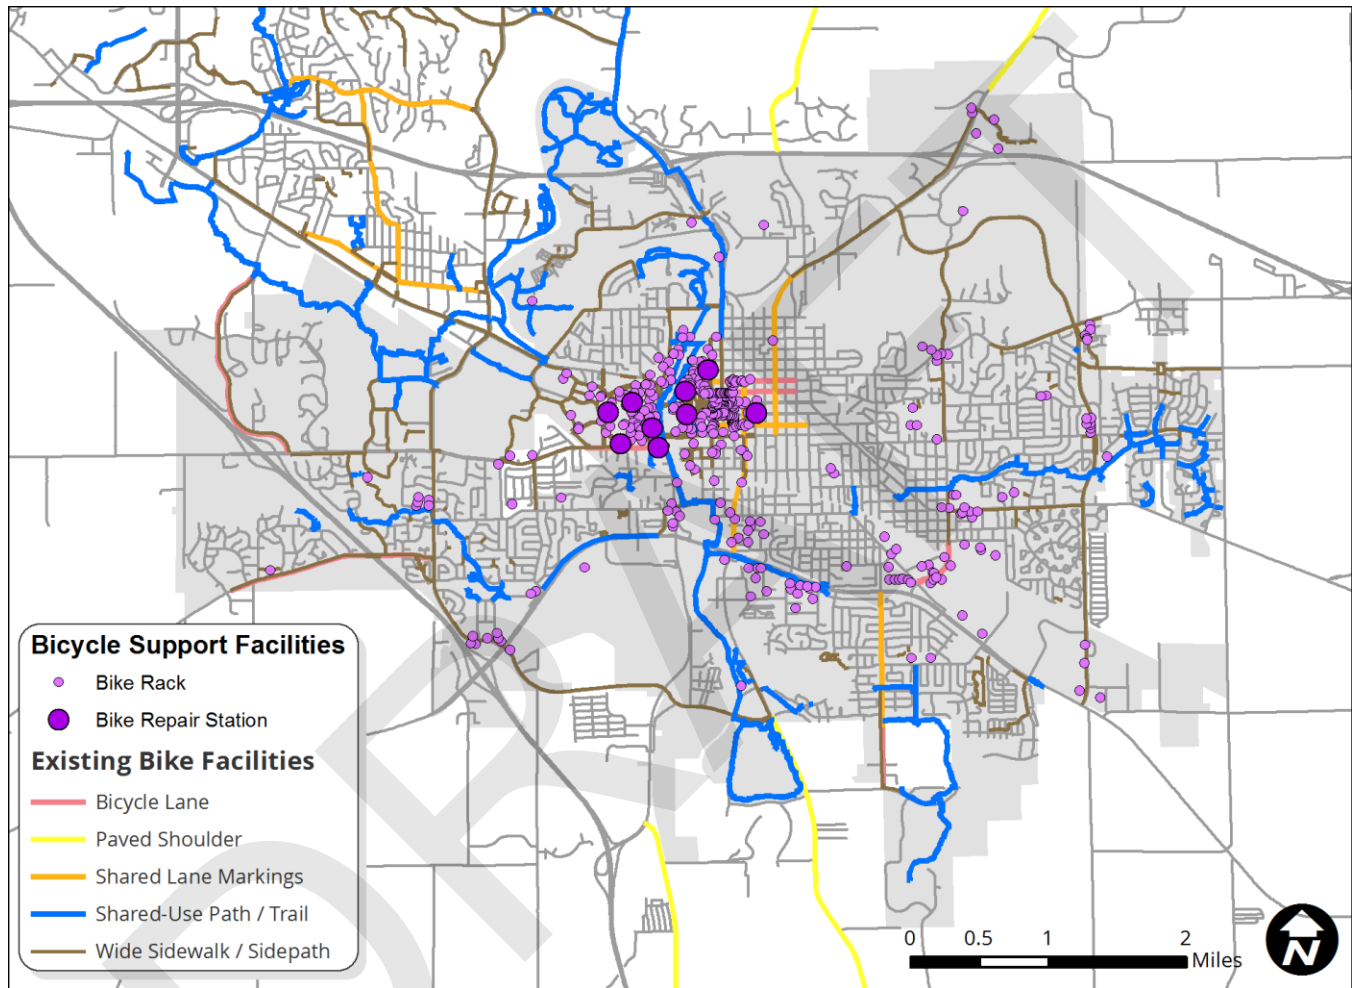 Bicycle Support Facilities
Bike Rack
Bike Repair Station
Existing Bike Facilities
Bicycle Lane
Paved Shoulder
Shared Lane Markings
Shared-Use Path / Trail
Wide Sidewalk / Sidepath
0 0.5 1 2
Miles
N
DRAFT